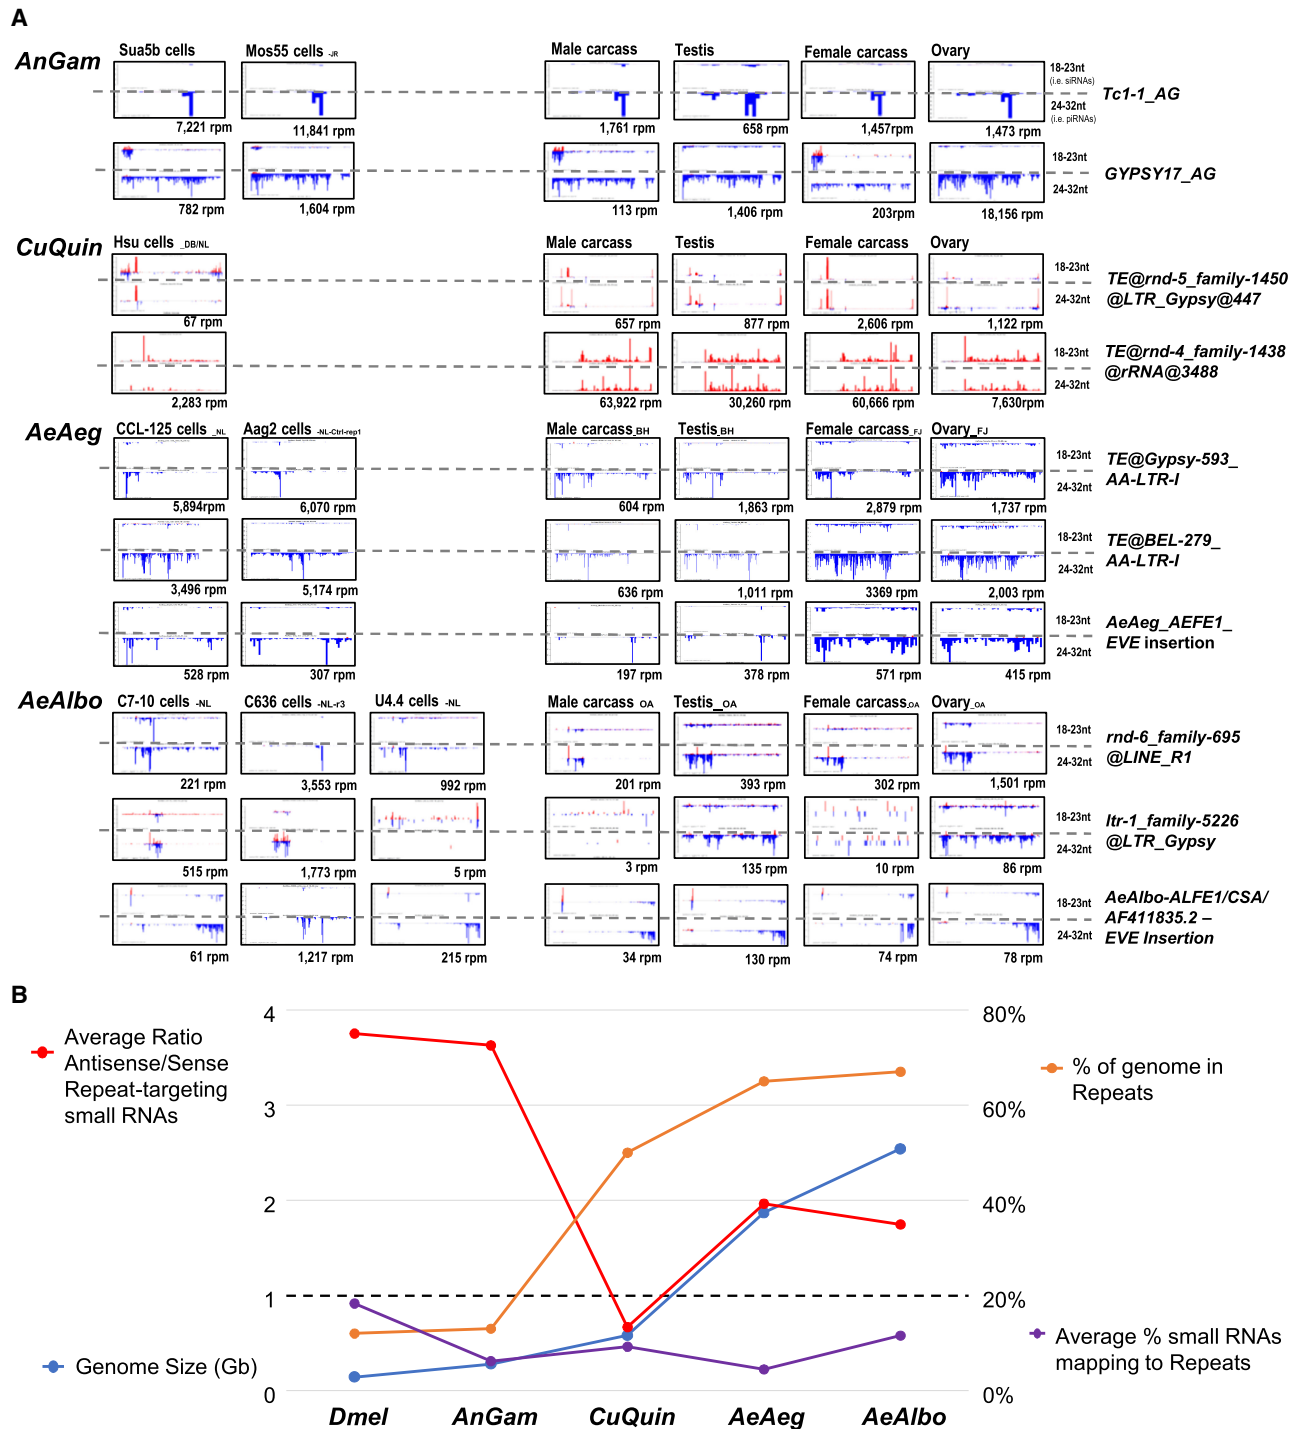 A
AnGam
Sua5b cells
Mos55 cells -JR
Male carcass
Testis
Female carcass
Ovary
18-23nt
(i.e. siRNAs)
24-32nt
(i.e. piRNAs)
Tc1-1_AG
7,221 rpm
11,841 rpm
1,761 rpm
658 rpm
1,457rpm
1,473 rpm
18-23nt
24-32nt
GYPSY17_AG
782 rpm
1,604 rpm
113 rpm
1,406 rpm
203rpm
18,156 rpm
CuQuin
Hsu cells _DB/NL
Male carcass
Testis
Female carcass
Ovary
18-23nt
24-32nt
TE@rnd-5_family-1450
@LTR_Gypsy@447
67 rpm
657 rpm
877 rpm
2,606 rpm
1,122 rpm
18-23nt
24-32nt
TE@rnd-4_family-1438
@rRNA@3488
2,283 rpm
63,922 rpm
30,260 rpm
60,666 rpm
7,630rpm
AeAeg
CCL-125 cells _NL
Aag2 cells -NL-Ctrl-rep1
Male carcass_BH
Testis_BH
Female carcass_FJ
Ovary_FJ
18-23nt
24-32nt
TE@Gypsy-593_
AA-LTR-I
5,894rpm
6,070 rpm
604 rpm
1,863 rpm
2,879 rpm
1,737 rpm
18-23nt
24-32nt
TE@BEL-279_
AA-LTR-I
3,496 rpm
5,174 rpm
636 rpm
1,011 rpm
3369 rpm
2,003 rpm
18-23nt
24-32nt
AeAeg_AEFE1_
EVE insertion
528 rpm
307 rpm
197 rpm
378 rpm
571 rpm
415 rpm
AeAlbo
C7-10 cells -NL
C636 cells -NL-r3
U4.4 cells -NL
Male carcass OA
Testis_OA
Female carcass_OA
Ovary_OA
18-23nt
24-32nt
rnd-6_family-695
@LINE_R1
221 rpm
3,553 rpm
992 rpm
201 rpm
393 rpm
302 rpm
1,501 rpm
18-23nt
24-32nt
ltr-1_family-5226
@LTR_Gypsy
515 rpm
1,773 rpm
5 rpm
3 rpm
135 rpm
10 rpm
86 rpm
18-23nt
24-32nt
AeAlbo-ALFE1/CSA/
AF411835.2 –
EVE Insertion
61 rpm
1,217 rpm
215 rpm
34 rpm
130 rpm
74 rpm
78 rpm
B
Average Ratio
Antisense/Sense
Repeat-targeting
small RNAs
Genome Size (Gb)
4
3
2
1
0
80%
60%
40%
20%
0%
% of genome in
Repeats
Average % small RNAs
mapping to Repeats
Dmel
AnGam
CuQuin
AeAeg
AeAlbo